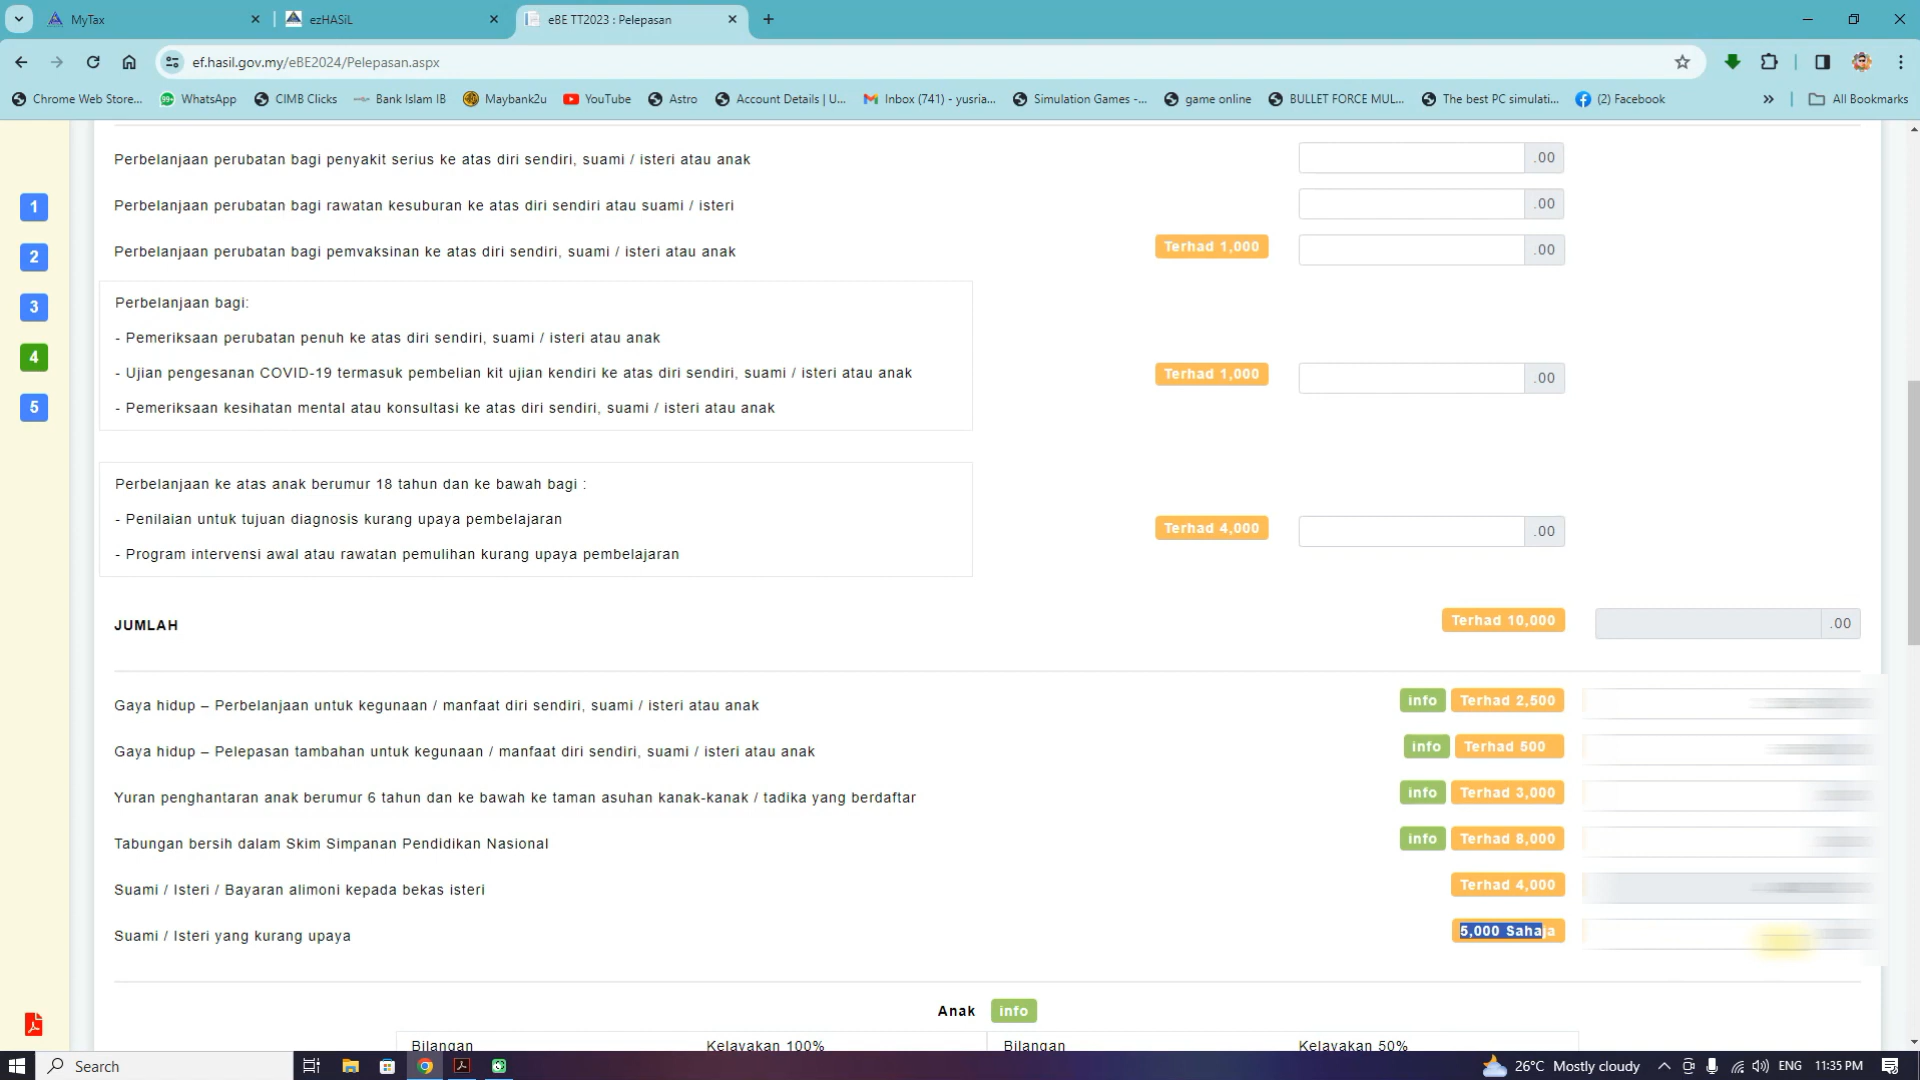 MyTax
ezHASiL
eBE TT2023 : Pelepasan
ef.hasil.gov.my/eBE2024/Pelepasan.aspx
Chrome Web Store... WhatsApp CIMB Clicks Bank Islam IB Maybank2u YouTube Astro Account Details | U... Inbox (741) - yusria... Simulation Games -... game online BULLET FORCE MUL... The best PC simulati... (2) Facebook » All Bookmarks
Perbelanjaan perubatan bagi penyakit serius ke atas diri sendiri, suami / isteri atau anak .00
1
Perbelanjaan perubatan bagi rawatan kesuburan ke atas diri sendiri atau suami / isteri .00
2
Perbelanjaan perubatan bagi pemvaksinan ke atas diri sendiri, suami / isteri atau anak Terhad 1,000 .00
3
Perbelanjaan bagi:
- Pemeriksaan perubatan penuh ke atas diri sendiri, suami / isteri atau anak
4
- Ujian pengesanan COVID-19 termasuk pembelian kit ujian kendiri ke atas diri sendiri, suami / isteri atau anak Terhad 1,000 .00
5
- Pemeriksaan kesihatan mental atau konsultasi ke atas diri sendiri, suami / isteri atau anak
Perbelanjaan ke atas anak berumur 18 tahun dan ke bawah bagi :
- Penilaian untuk tujuan diagnosis kurang upaya pembelajaran Terhad 4,000 .00
- Program intervensi awal atau rawatan pemulihan kurang upaya pembelajaran
JUMLAH Terhad 10,000 .00
Gaya hidup – Perbelanjaan untuk kegunaan / manfaat diri sendiri, suami / isteri atau anak info Terhad 2,500
Gaya hidup – Pelepasan tambahan untuk kegunaan / manfaat diri sendiri, suami / isteri atau anak info Terhad 500
Yuran penghantaran anak berumur 6 tahun dan ke bawah ke taman asuhan kanak-kanak / tadika yang berdaftar info Terhad 3,000
Tabungan bersih dalam Skim Simpanan Pendidikan Nasional info Terhad 8,000
Suami / Isteri / Bayaran alimoni kepada bekas isteri Terhad 4,000
Suami / Isteri yang kurang upaya 5,000 Sahaja
Anak info
Bilangan Kelayakan 100% Bilangan Kelayakan 50%
Search 26°C Mostly cloudy ENG 11:35 PM